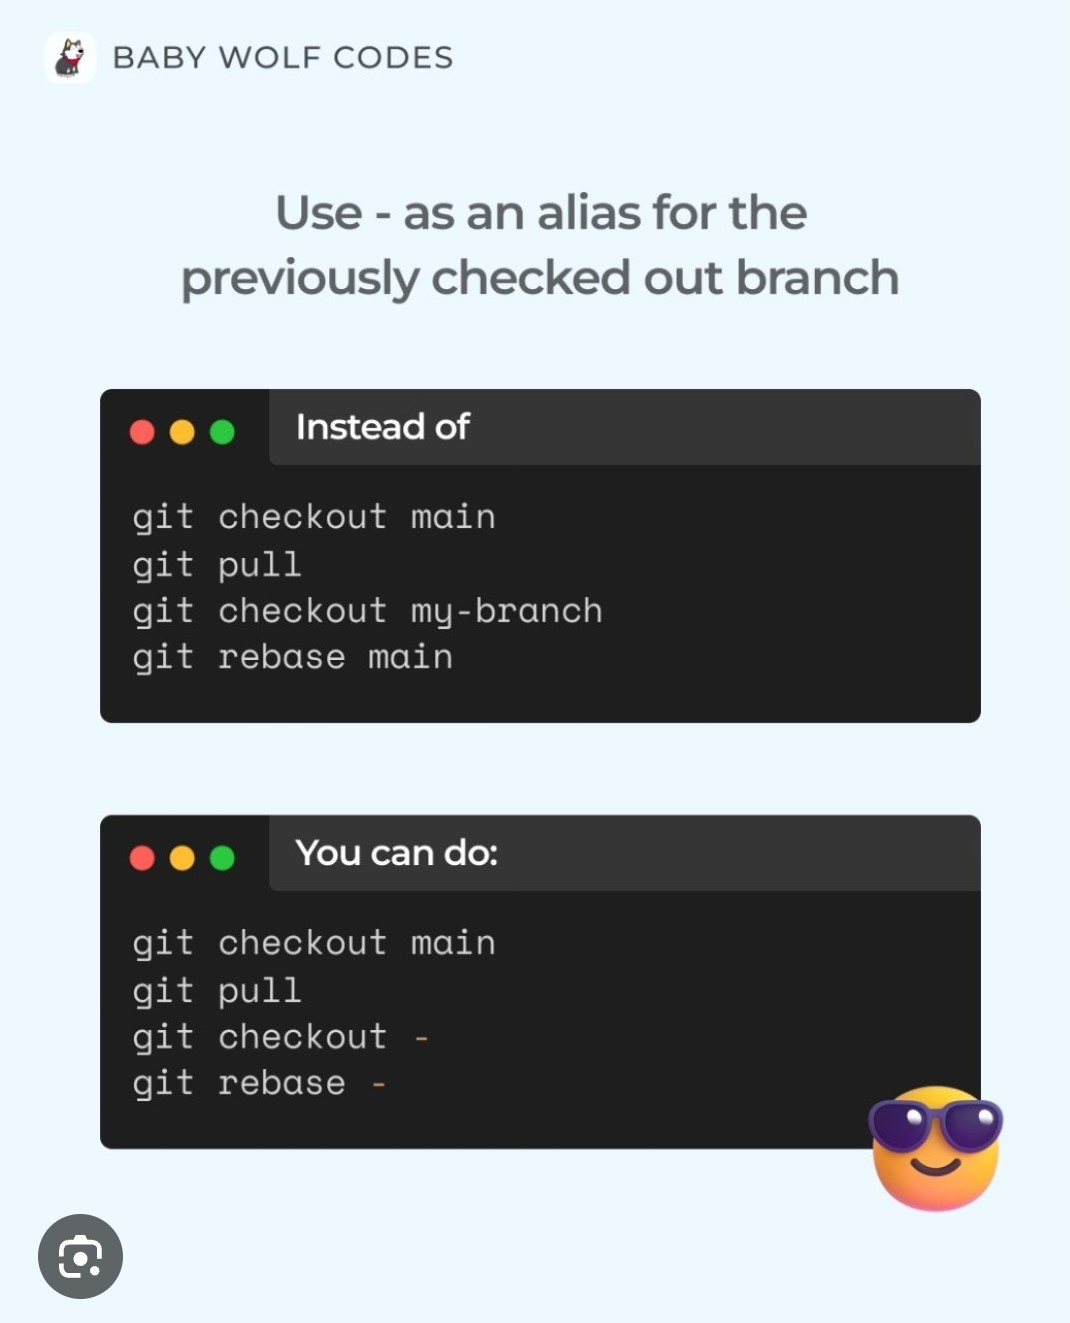 BABY WOLF CODES
Use - as an alias for the
previously checked out branch
Instead of
git checkout main
git pull
git checkout my-branch
git rebase main
You can do:
git checkout main
git pull
git checkout -
git rebase -